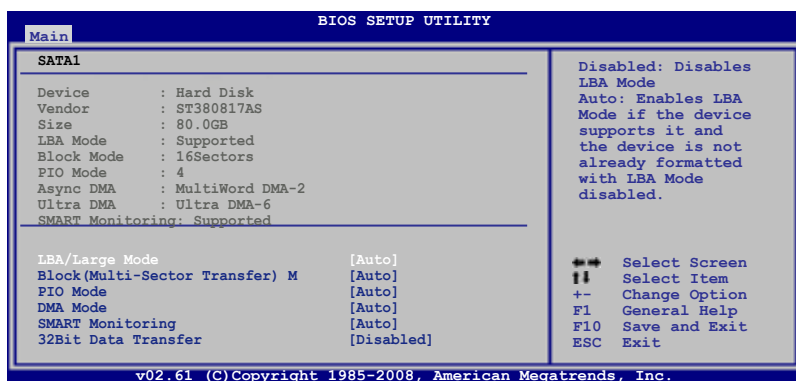 BIOS SETUP UTILITY
Main
SATA1
Device : Hard Disk
Vendor : ST380817AS
Size : 80.0GB
LBA Mode : Supported
Block Mode : 16Sectors
PIO Mode : 4
Async DMA : MultiWord DMA-2
Ultra DMA : Ultra DMA-6
SMART Monitoring: Supported
LBA/Large Mode [Auto]
Block(Multi-Sector Transfer) M [Auto]
PIO Mode [Auto]
DMA Mode [Auto]
SMART Monitoring [Auto]
32Bit Data Transfer [Disabled]
Disabled: Disables
LBA Mode
Auto: Enables LBA
Mode if the device
supports it and
the device is not
already formatted
with LBA Mode
disabled.
Select Screen
Select Item
+- Change Option
F1 General Help
F10 Save and Exit
ESC Exit
v02.61 (C)Copyright 1985-2008, American Megatrends, Inc.